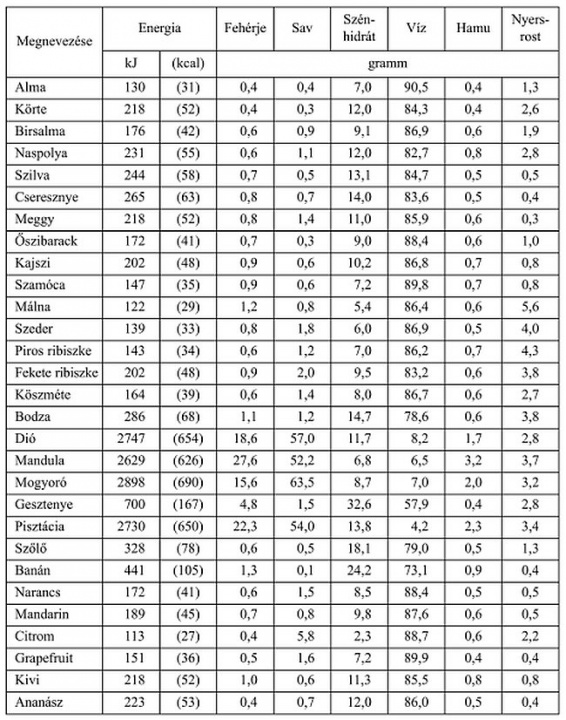 Megnevezése Energia Fehérje Sav Szén-hidrát Víz Hamu Nyers-rost
kJ (kcal) gramm
Alma 130 (31) 0,4 0,4 7,0 90,5 0,4 1,3
Körte 218 (52) 0,4 0,3 12,0 84,3 0,4 2,6
Birsalma 176 (42) 0,6 0,9 9,1 86,9 0,6 1,9
Naspolya 231 (55) 0,6 1,1 12,0 82,7 0,8 2,8
Szilva 244 (58) 0,7 0,5 13,1 84,7 0,5 0,5
Cseresznye 265 (63) 0,8 0,7 14,0 83,6 0,5 0,4
Meggy 218 (52) 0,8 1,4 11,0 85,9 0,6 0,3
Őszibarack 172 (41) 0,7 0,3 9,0 88,4 0,6 1,0
Kajszi 202 (48) 0,9 0,6 10,2 86,8 0,7 0,8
Szamóca 147 (35) 0,9 0,6 7,2 89,8 0,7 0,8
Málna 122 (29) 1,2 0,8 5,4 86,4 0,6 5,6
Szeder 139 (33) 0,8 1,8 6,0 86,9 0,5 4,0
Piros ribiszke 143 (34) 0,6 1,2 7,0 86,2 0,7 4,3
Fekete ribiszke 202 (48) 0,9 2,0 9,5 83,2 0,6 3,8
Köszméte 164 (39) 0,6 1,4 8,0 86,7 0,6 2,7
Bodza 286 (68) 1,1 1,2 14,7 78,6 0,6 3,8
Dió 2747 (654) 18,6 57,0 11,7 8,2 1,7 2,8
Mandula 2629 (626) 27,6 52,2 6,8 6,5 3,2 3,7
Mogyoró 2898 (690) 15,6 63,5 8,7 7,0 2,0 3,2
Gesztenye 700 (167) 4,8 1,5 32,6 57,9 0,4 2,8
Pisztácia 2730 (650) 22,3 54,0 13,8 4,2 2,3 3,4
Szőlő 328 (78) 0,6 0,5 18,1 79,0 0,5 1,3
Banán 441 (105) 1,3 0,1 24,2 73,1 0,9 0,4
Narancs 172 (41) 0,6 1,5 8,5 88,4 0,5 0,5
Mandarin 189 (45) 0,7 0,8 9,8 87,6 0,6 0,5
Citrom 113 (27) 0,4 5,8 2,3 88,7 0,6 2,2
Grapefruit 151 (36) 0,5 1,6 7,2 89,9 0,4 0,4
Kivi 218 (52) 1,0 0,6 11,3 85,5 0,8 0,8
Ananász 223 (53) 0,4 0,7 12,0 86,0 0,5 0,4